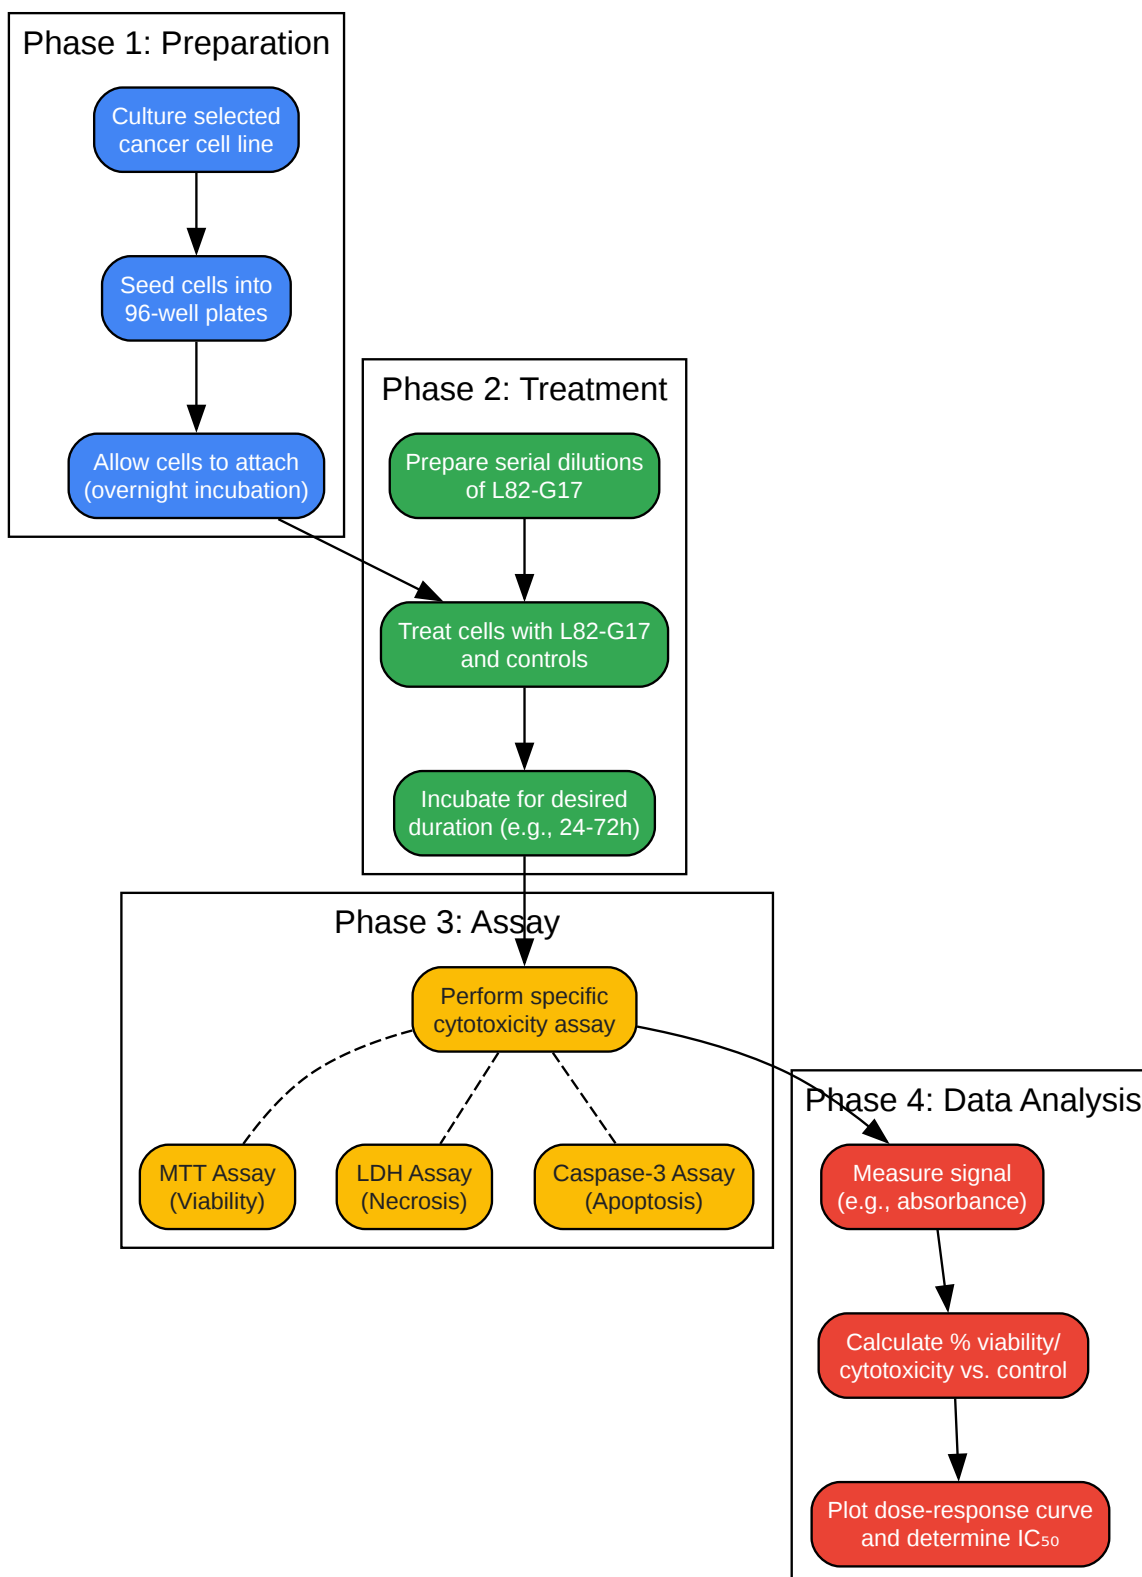 Phase 1: Preparation
Culture selected
cancer cell line
Seed cells into
96-well plates
Allow cells to attach
(overnight incubation)
Phase 2: Treatment
Prepare serial dilutions
of L82-G17
Treat cells with L82-G17
and controls
Incubate for desired
duration (e.g., 24-72h)
Phase 3: Assay
Perform specific
cytotoxicity assay
MTT Assay
(Viability)
LDH Assay
(Necrosis)
Caspase-3 Assay
(Apoptosis)
Phase 4: Data Analysis
Measure signal
(e.g., absorbance)
Calculate % viability/
cytotoxicity vs. control
Plot dose-response curve
and determine IC₅₀